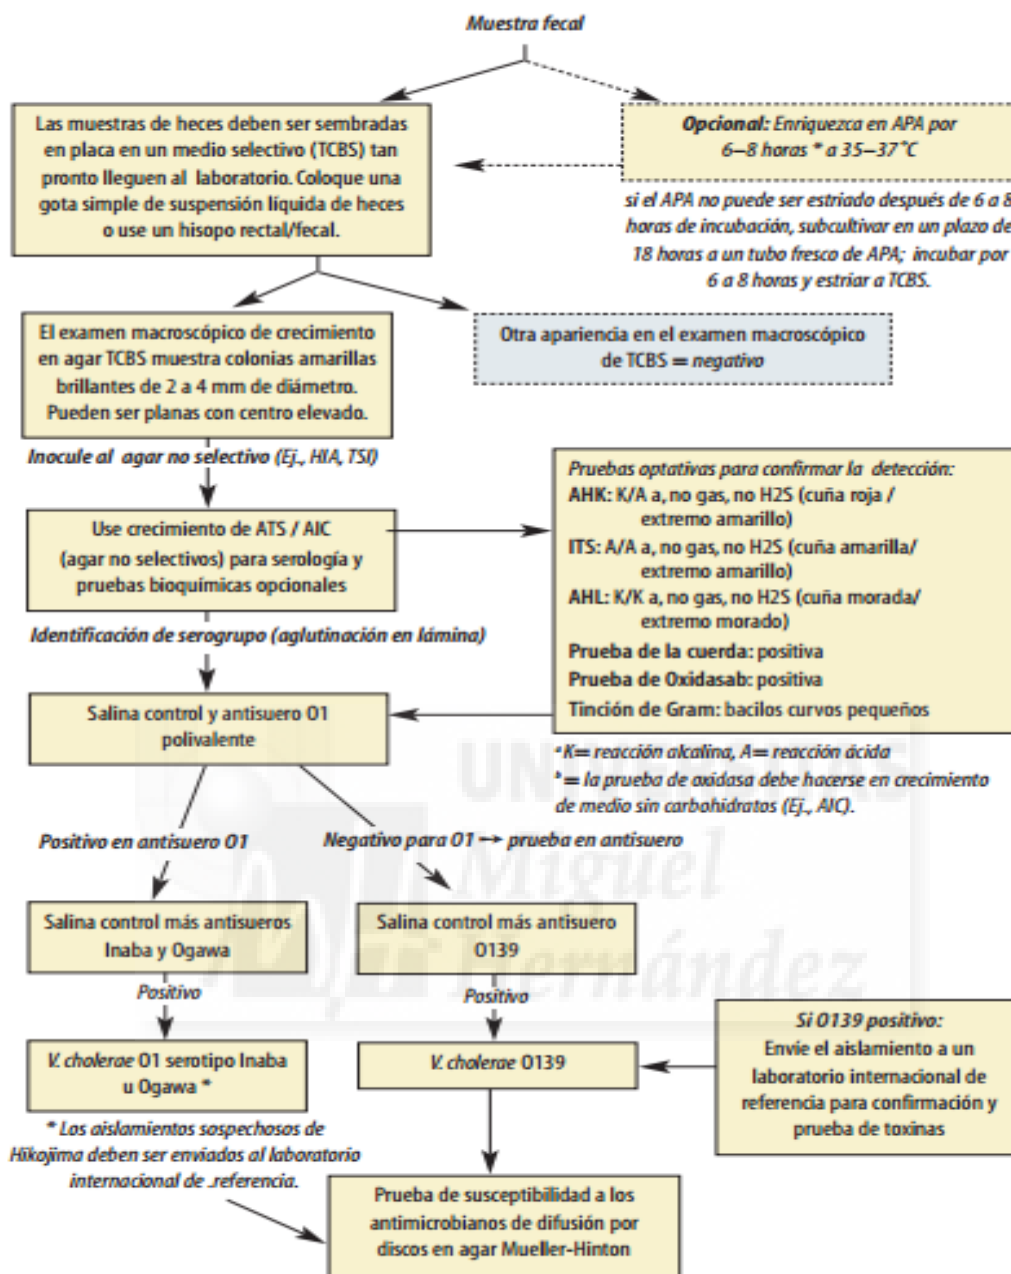 Muestra fecal
Las muestras de heces deben ser sembradas
en placa en un medio selectivo (TCBS) tan
pronto lleguen al laboratorio. Coloque una
gota simple de suspensión líquida de heces
o use un hisopo rectal/fecal.
Opcional: Enriquezca en APA por
6–8 horas * a 35–37°C
si el APA no puede ser estriado después de 6 a 8
horas de incubación, subcultivar en un plazo de
18 horas a un tubo fresco de APA; incubar por
6 a 8 horas y estriar a TCBS.
El examen macroscópico de crecimiento
en agar TCBS muestra colonias amarillas
brillantes de 2 a 4 mm de diámetro.
Pueden ser planas con centro elevado.
Otra apariencia en el examen macroscópico
de TCBS = negativo
Inocule al agar no selectivo (Ej., HIA, TSI)
Use crecimiento de ATS / AIC
(agar no selectivos) para serología y
pruebas bioquímicas opcionales
Pruebas optativas para confirmar la detección:
AHK: K/A a, no gas, no H2S (cuña roja /
extremo amarillo)
ITS: A/A a, no gas, no H2S (cuña amarilla/
extremo amarillo)
AHL: K/K a, no gas, no H2S (cuña morada/
extremo morado)
Prueba de la cuerda: positiva
Prueba de Oxidasab: positiva
Tinción de Gram: bacilos curvos pequeños
a K= reacción alcalina, A= reacción ácida
b = la prueba de oxidasa debe hacerse en crecimiento
de medio sin carbohidratos (Ej., AIC).
Identificación de serogrupo (aglutinación en lámina)
Salina control y antisuero O1
polivalente
Positivo en antisuero O1
Negativo para O1 → prueba en antisuero
Salina control más antisueros
Inaba y Ogawa
Salina control más antisuero
O139
Positivo
Positivo
V. cholerae O1 serotipo Inaba
u Ogawa *
V. cholerae O139
Si O139 positivo:
Envíe el aislamiento a un
laboratorio internacional de
referencia para confirmación y
prueba de toxinas
* Los aislamientos sospechosos de
Hikojima deben ser enviados al laboratorio
internacional de .referencia.
Prueba de susceptibilidad a los
antimicrobianos de difusión por
discos en agar Mueller-Hinton
UNIVERSITAS
Miguel
Hernández